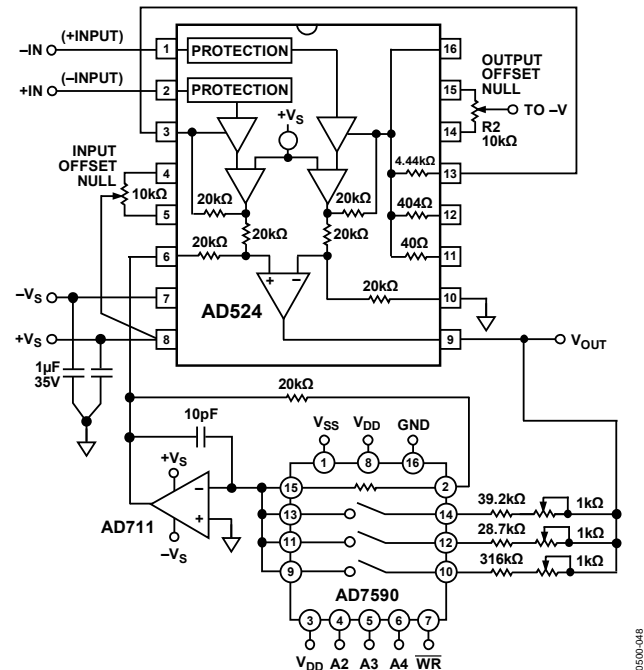 –IN
(+INPUT)
1
PROTECTION
16
OUTPUT
OFFSET
NULL
+IN
(–INPUT)
2
PROTECTION
15
TO –V
+VS
3
14
R2
10kΩ
INPUT
OFFSET
NULL
4
4.44kΩ
13
10kΩ
20kΩ
20kΩ
404Ω
12
5
20kΩ
20kΩ
40Ω
11
6
20kΩ
+
–
20kΩ
–VS
7
AD524
10
+VS
8
9
VOUT
1µF
35V
20kΩ
10pF
VSS
VDD
GND
+VS
1
8
16
–
15
2
39.2kΩ
1kΩ
13
14
AD711
+
28.7kΩ
1kΩ
11
12
–VS
316kΩ
1kΩ
9
10
AD7590
3
4
5
6
7
VDD
A2
A3
A4
WR
00500-048